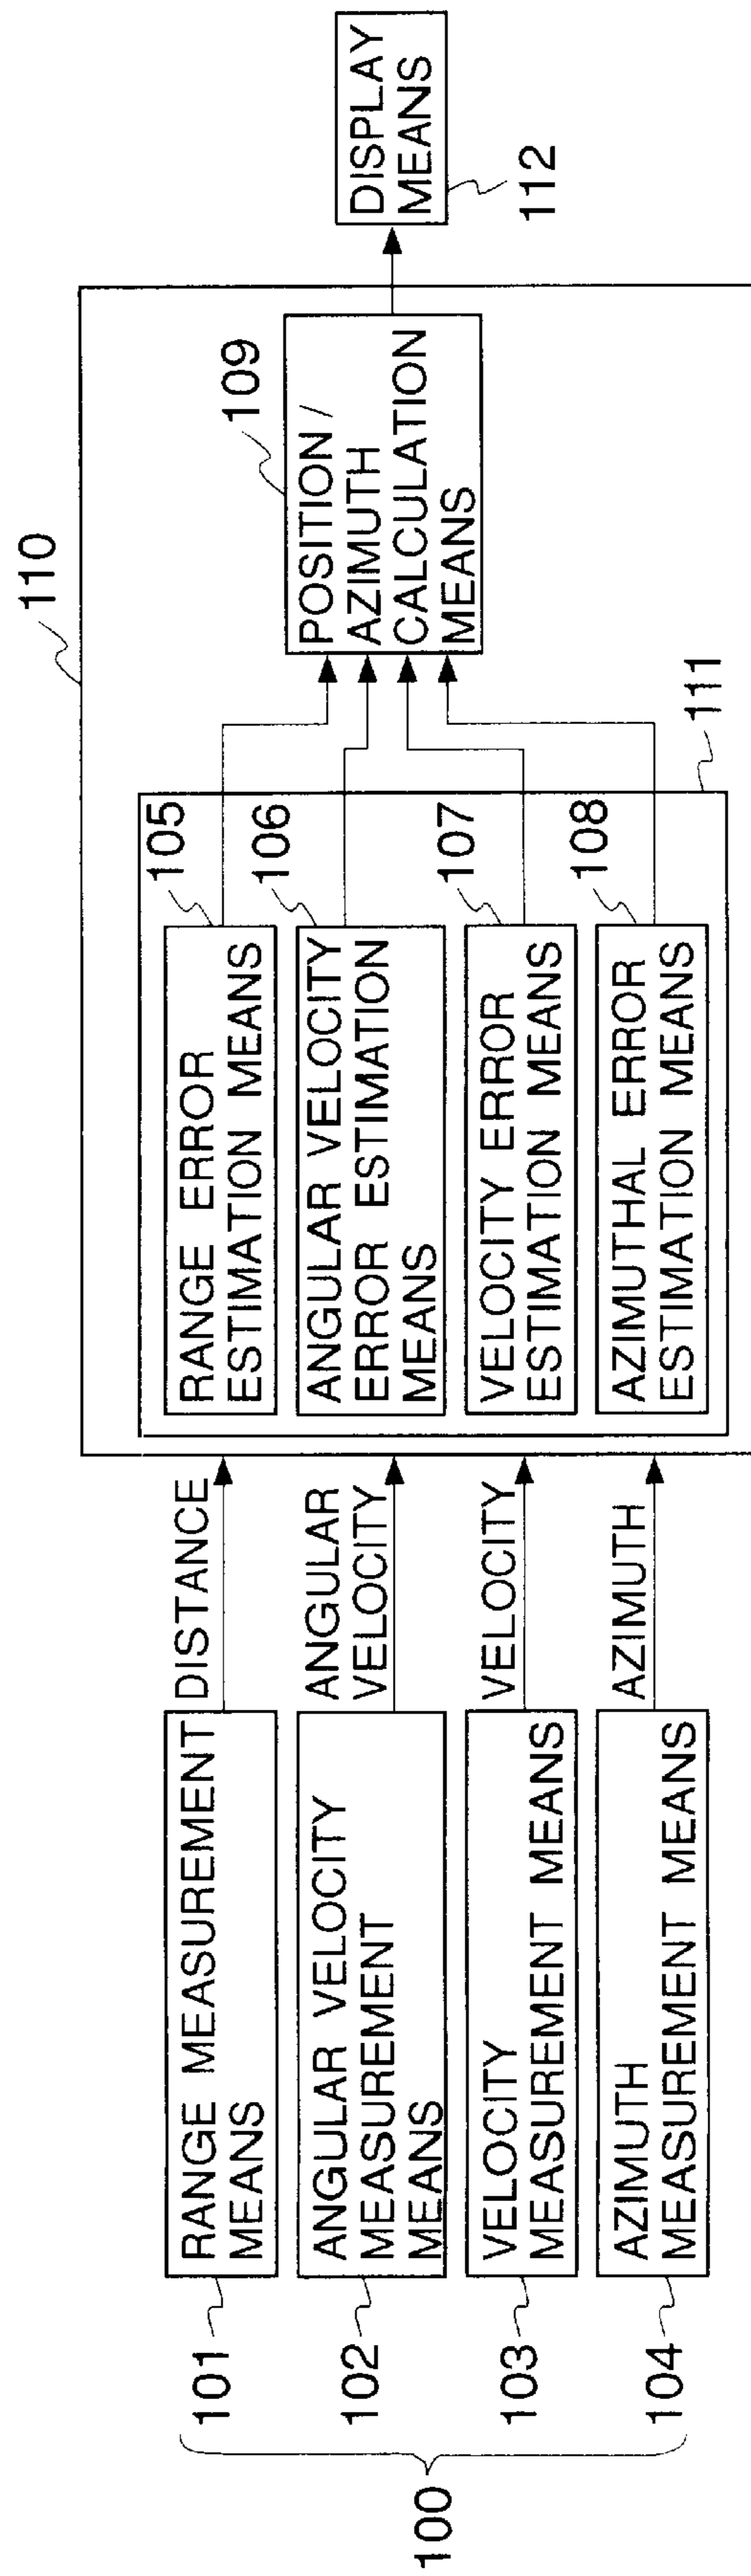 100
101
RANGE MEASUREMENT
MEANS
102
ANGULAR VELOCITY
MEASUREMENT
MEANS
103
VELOCITY
MEASUREMENT MEANS
104
AZIMUTH
MEASUREMENT MEANS
DISTANCE
ANGULAR
VELOCITY
VELOCITY
AZIMUTH
110
111
105
RANGE ERROR
ESTIMATION MEANS
106
ANGULAR VELOCITY
ERROR ESTIMATION
MEANS
107
VELOCITY ERROR
ESTIMATION MEANS
108
AZIMUTHAL ERROR
ESTIMATION MEANS
109
POSITION /
AZIMUTH
CALCULATION
MEANS
DISPLAY
MEANS
112